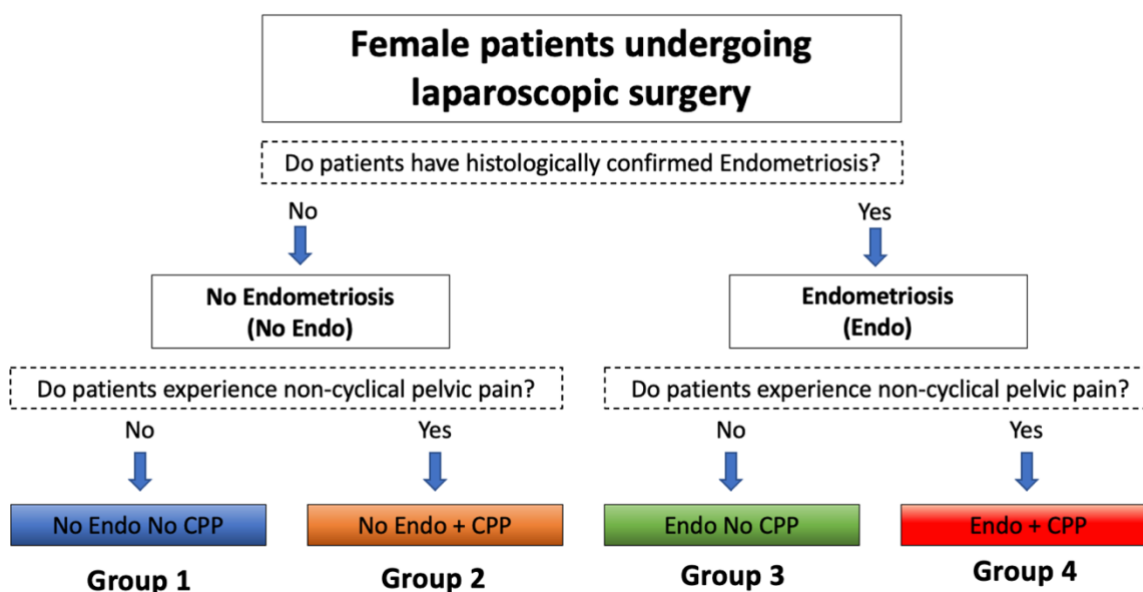 Female patients undergoing
laparoscopic surgery
Do patients have histologically confirmed Endometriosis?
No
Yes
No Endometriosis
(No Endo)
Endometriosis
(Endo)
Do patients experience non-cyclical pelvic pain?
Do patients experience non-cyclical pelvic pain?
No
Yes
No
Yes
No Endo No CPP
No Endo + CPP
Endo No CPP
Endo + CPP
Group 1
Group 2
Group 3
Group 4